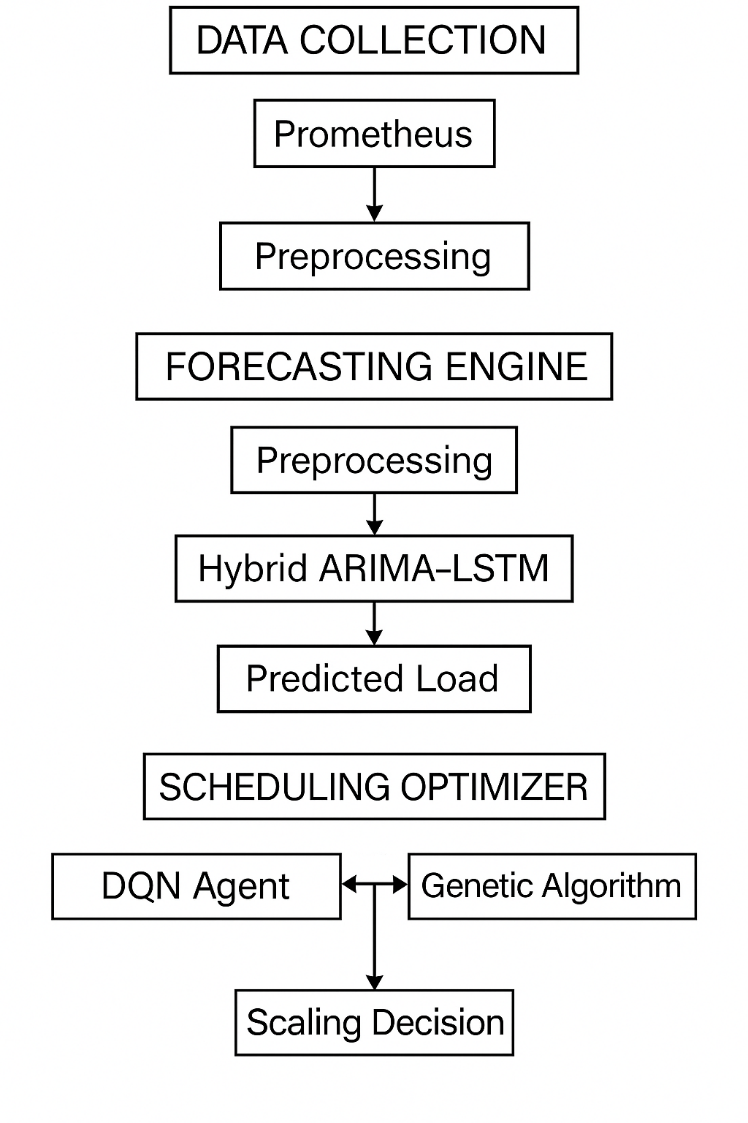 DATA COLLECTION
Prometheus
Preprocessing
FORECASTING ENGINE
Preprocessing
Hybrid ARIMA–LSTM
Predicted Load
SCHEDULING OPTIMIZER
DQN Agent
Genetic Algorithm
Scaling Decision